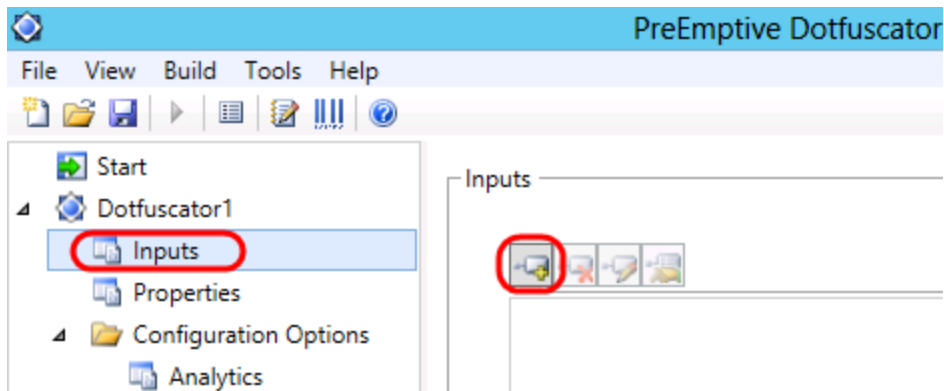 PreEmptive Dotfuscator
File View Build Tools Help
Start
Inputs
Dotfuscator1
Inputs
Properties
Configuration Options
Analytics